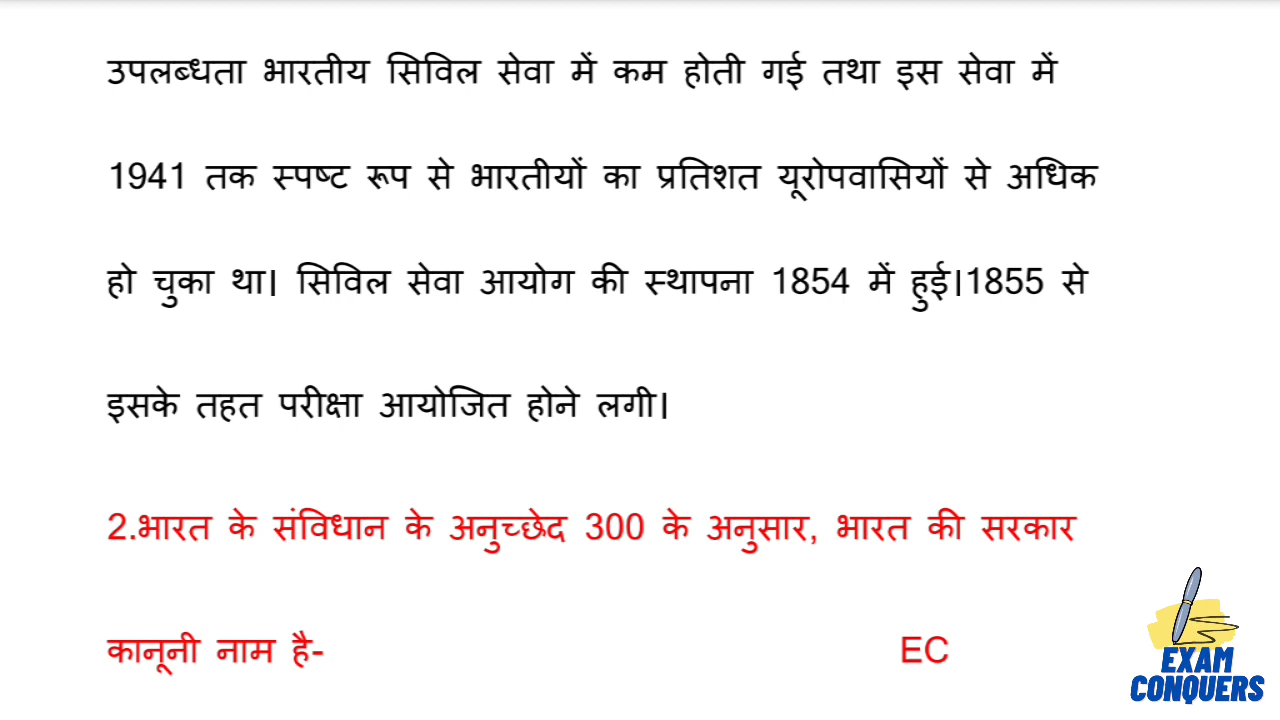 उपलब्धता भारतीय सिविल सेवा में कम होती गई तथा इस सेवा में
1941 तक स्पष्ट रूप से भारतीयों का प्रतिशत यूरोपवासियों से अधिक
हो चुका था। सिविल सेवा आयोग की स्थापना 1854 में हुई।1855 से
इसके तहत परीक्षा आयोजित होने लगी।
2.भारत के संविधान के अनुच्छेद 300 के अनुसार, भारत की सरकार
कानूनी नाम है- EC
EXAM
CONQUERS